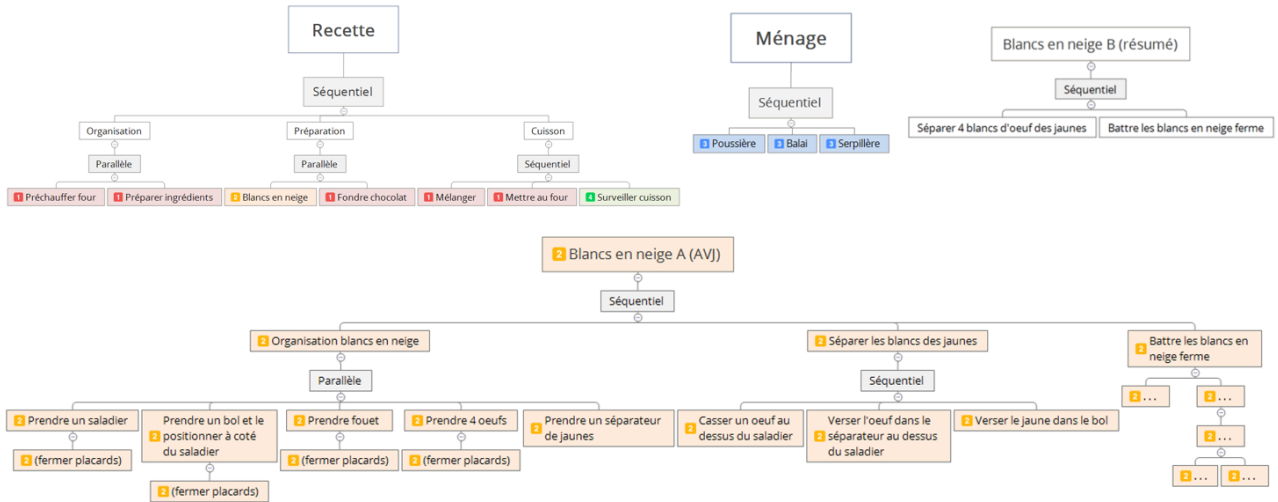 Recette
Séquentiel
Organisation
Préparation
Cuisson
Parallèle
Parallèle
Séquentiel
1 Préchauffer four
1 Préparer ingrédients
2 Blancs en neige
1 Fondre chocolat
1 Mélanger
1 Mettre au four
4 Surveiller cuisson
Ménage
Séquentiel
3 Poussière
3 Balai
3 Serpillère
Blancs en neige B (résumé)
Séquentiel
Séparer 4 blancs d'oeuf des jaunes
Battre les blancs en neige ferme
2 Blancs en neige A (AVJ)
Séquentiel
2 Organisation blancs en neige
2 Séparer les blancs des jaunes
2 Battre les blancs en
neige ferme
Parallèle
Séquentiel
2 ...
2 ...
2 Prendre un saladier
Prendre un bol et le
2 positionner à coté
du saladier
2 Prendre fouet
2 Prendre 4 oeufs
2 Prendre un séparateur
de jaunes
2 Casser un oeuf au
dessus du saladier
Verser l'oeuf dans le
2 séparateur au dessus
du saladier
2 Verser le jaune dans le bol
2 ...
2 (fermer placards)
2 (fermer placards)
2 (fermer placards)
2 (fermer placards)
2 ...
2 ...